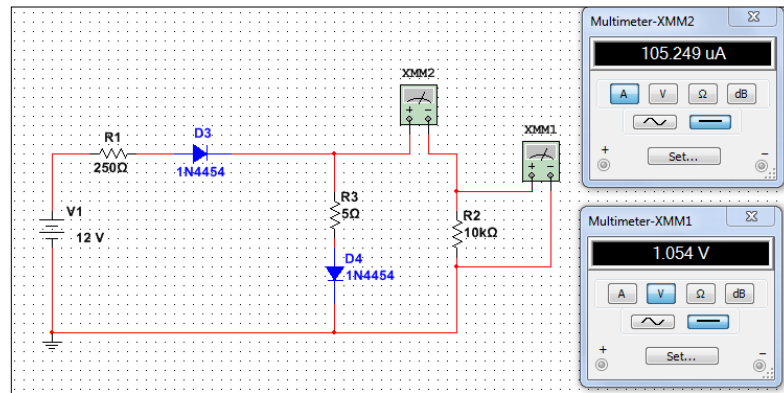 Multimeter-XMM2
105.249 uA
A V Ω dB
+ −
Set...
XMM2
+ −
XMM1
+ −
R1
250Ω
D3
1N4454
V1
12 V
R3
5Ω
D4
1N4454
R2
10kΩ
Multimeter-XMM1
1.054 V
A V Ω dB
+ −
Set...